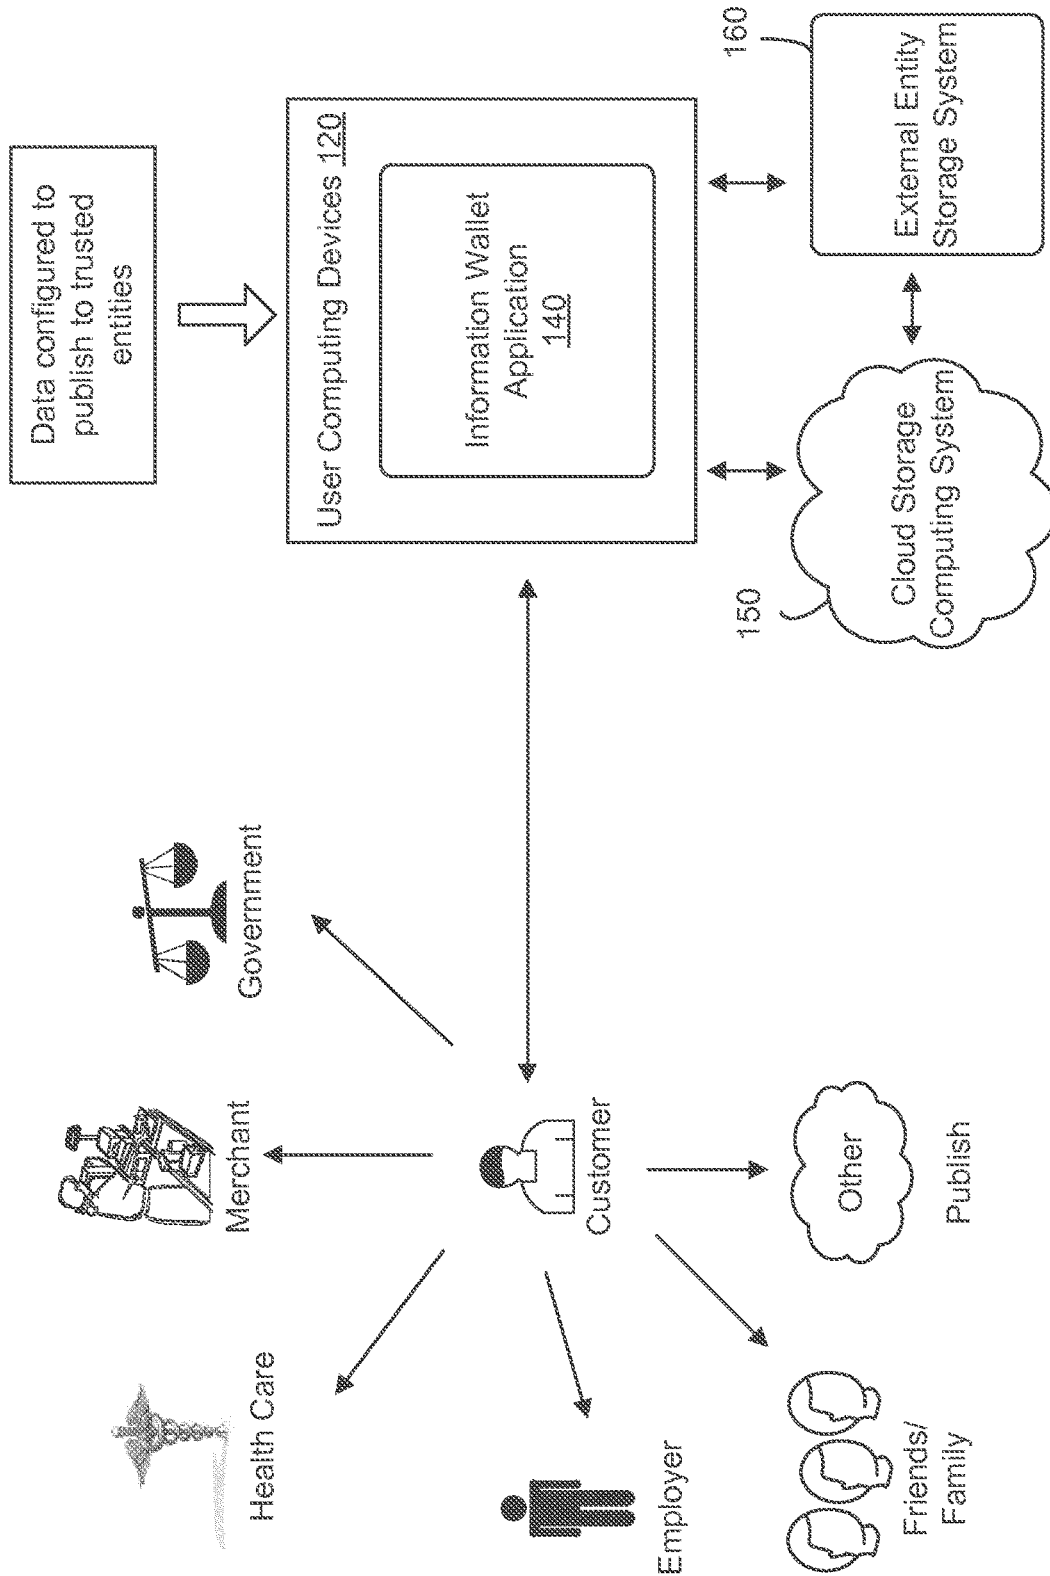 Health Care
Merchant
Government
Data configured to
publish to trusted
entities
Employer
Customer
User Computing Devices 120
Information Wallet
Application
140
Friends/
Family
Other
Publish
150
Cloud Storage
Computing System
160
External Entity
Storage System